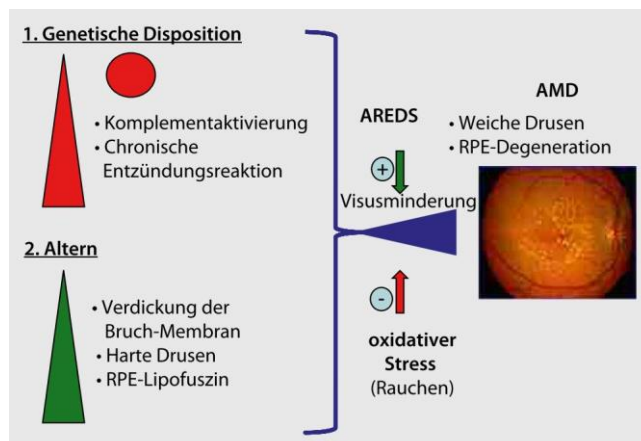 1. Genetische Disposition
• Komplementaktivierung
• Chronische
Entzündungsreaktion
2. Altern
• Verdickung der
Bruch-Membran
• Harte Drusen
• RPE-Lipofuszin
AREDS
+
Visusminderung
-
oxidativer
Stress
(Rauchen)
AMD
• Weiche Drusen
• RPE-Degeneration